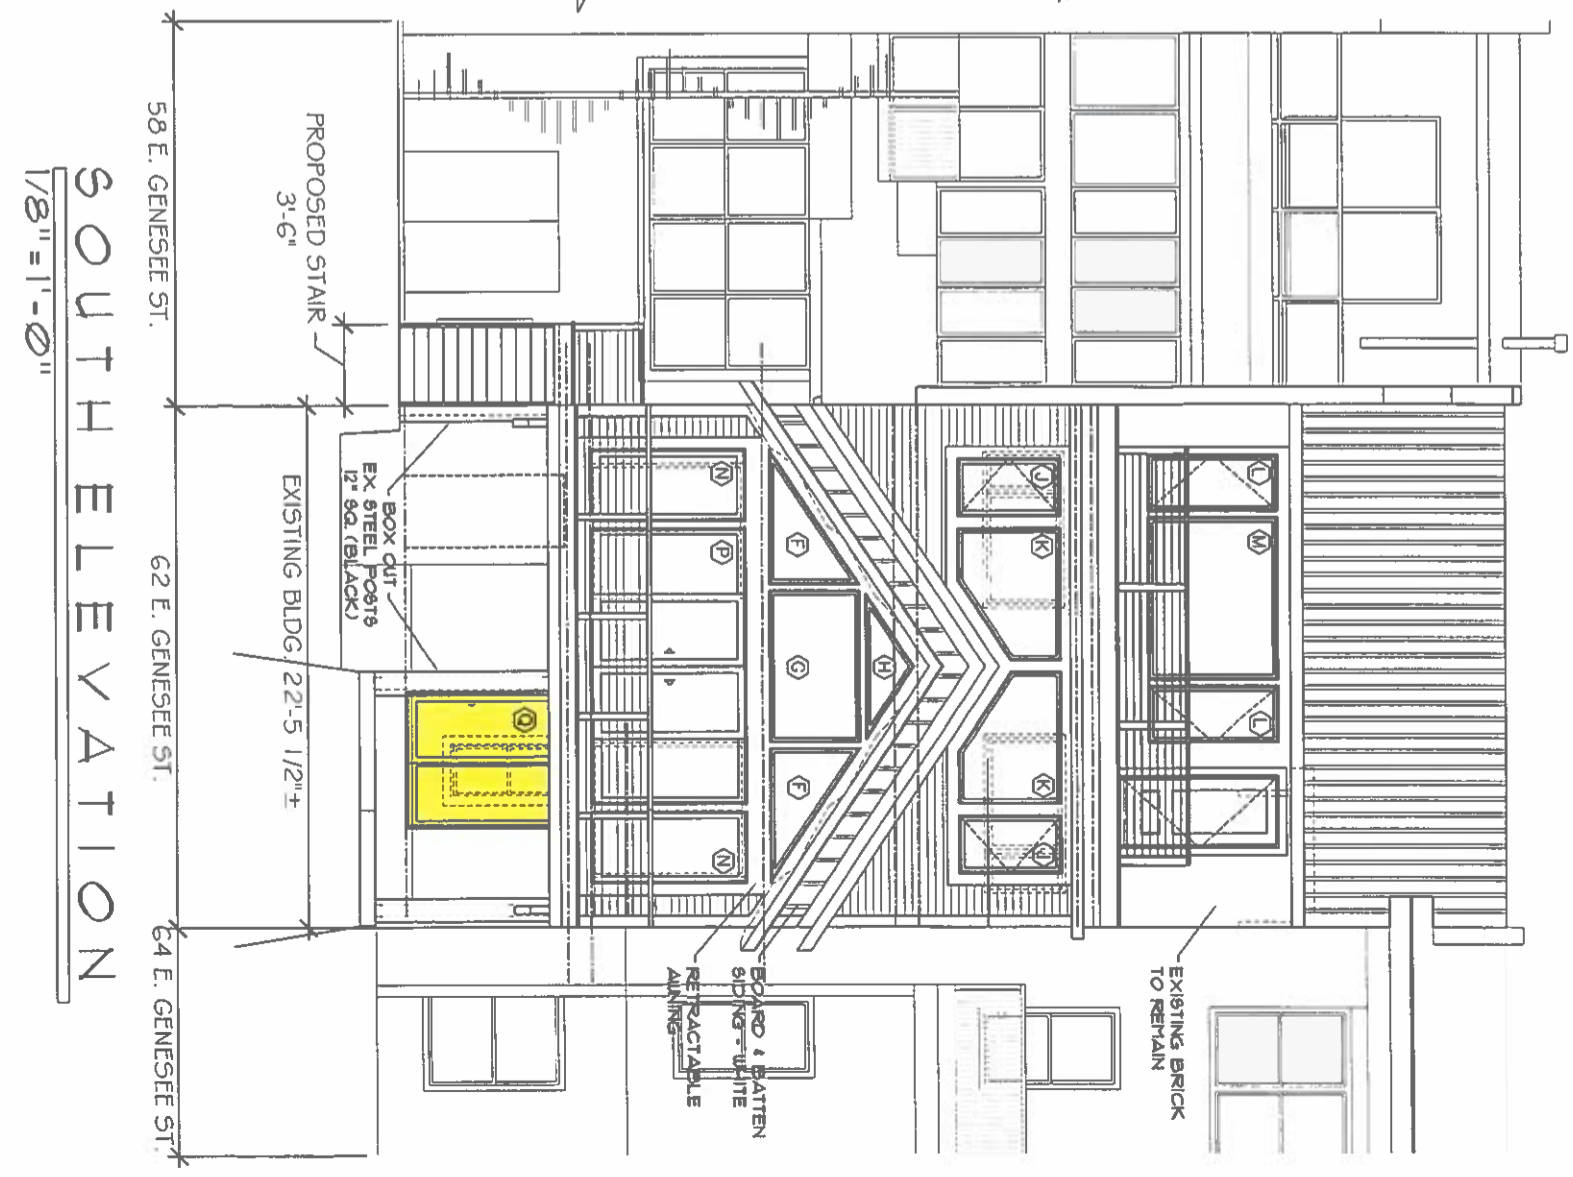 PROPOSED STAIR
3'-6"
58 E. GENESEE ST.
62 E. GENESEE ST.
64 E. GENESEE ST.
EXISTING BLDG. 22'-5 1/2"±
BOX OUT
EX. STEEL POSTS
12" SQ. (BLACK)
L
M
L
J
K
K
J
F
H
G
F
N
P
N
Q
EXISTING BRICK
TO REMAIN
BOARD & BATTEN
SIDING - WHITE
RETRACTABLE
AWNING
SOUTH ELEVATION
1/8" = 1'-0"